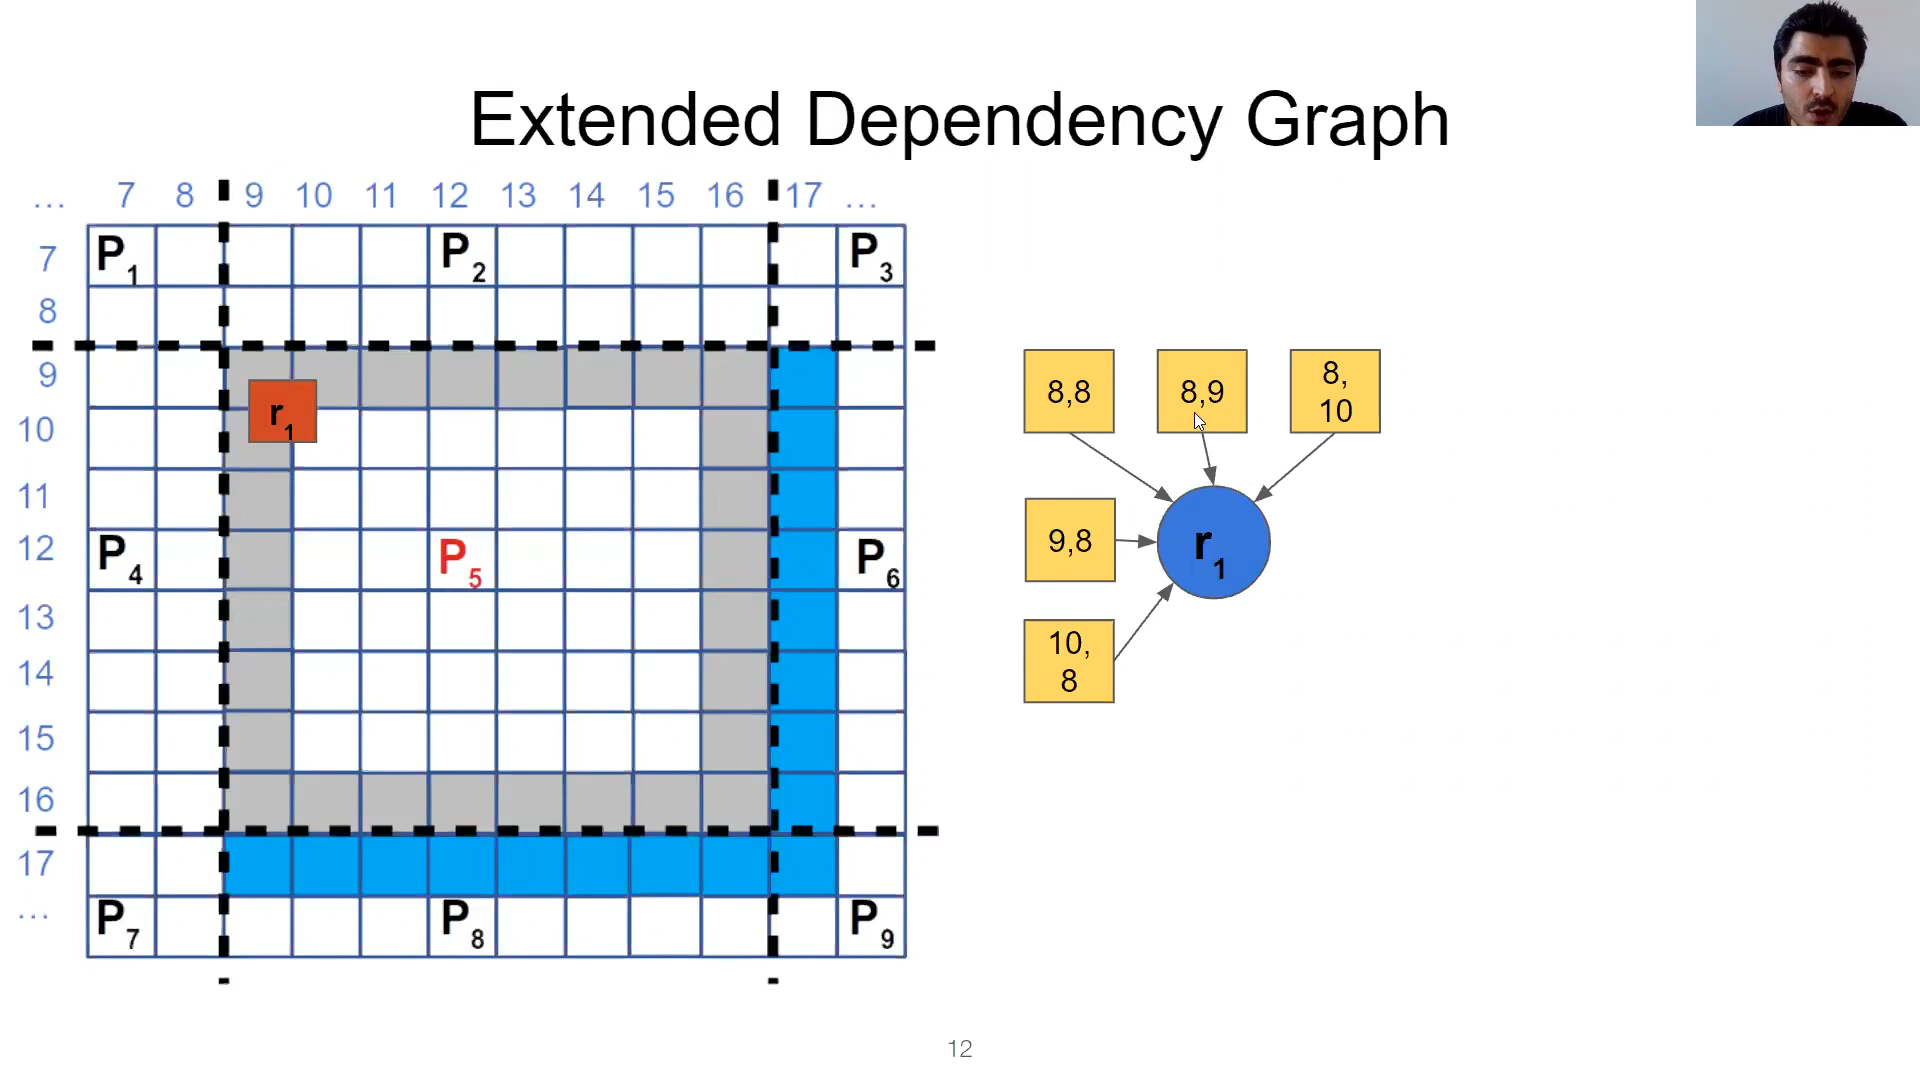 Extended Dependency Graph
... 7 8 9 10 11 12 13 14 15 16 17 ...
7 P1 P2 P3
8
9
r1
10
11
12 P4 P5 P6
13
14
15
16
17
... P7 P8 P9
8,8
8,9
8,
10
9,8
r1
10,
8
12